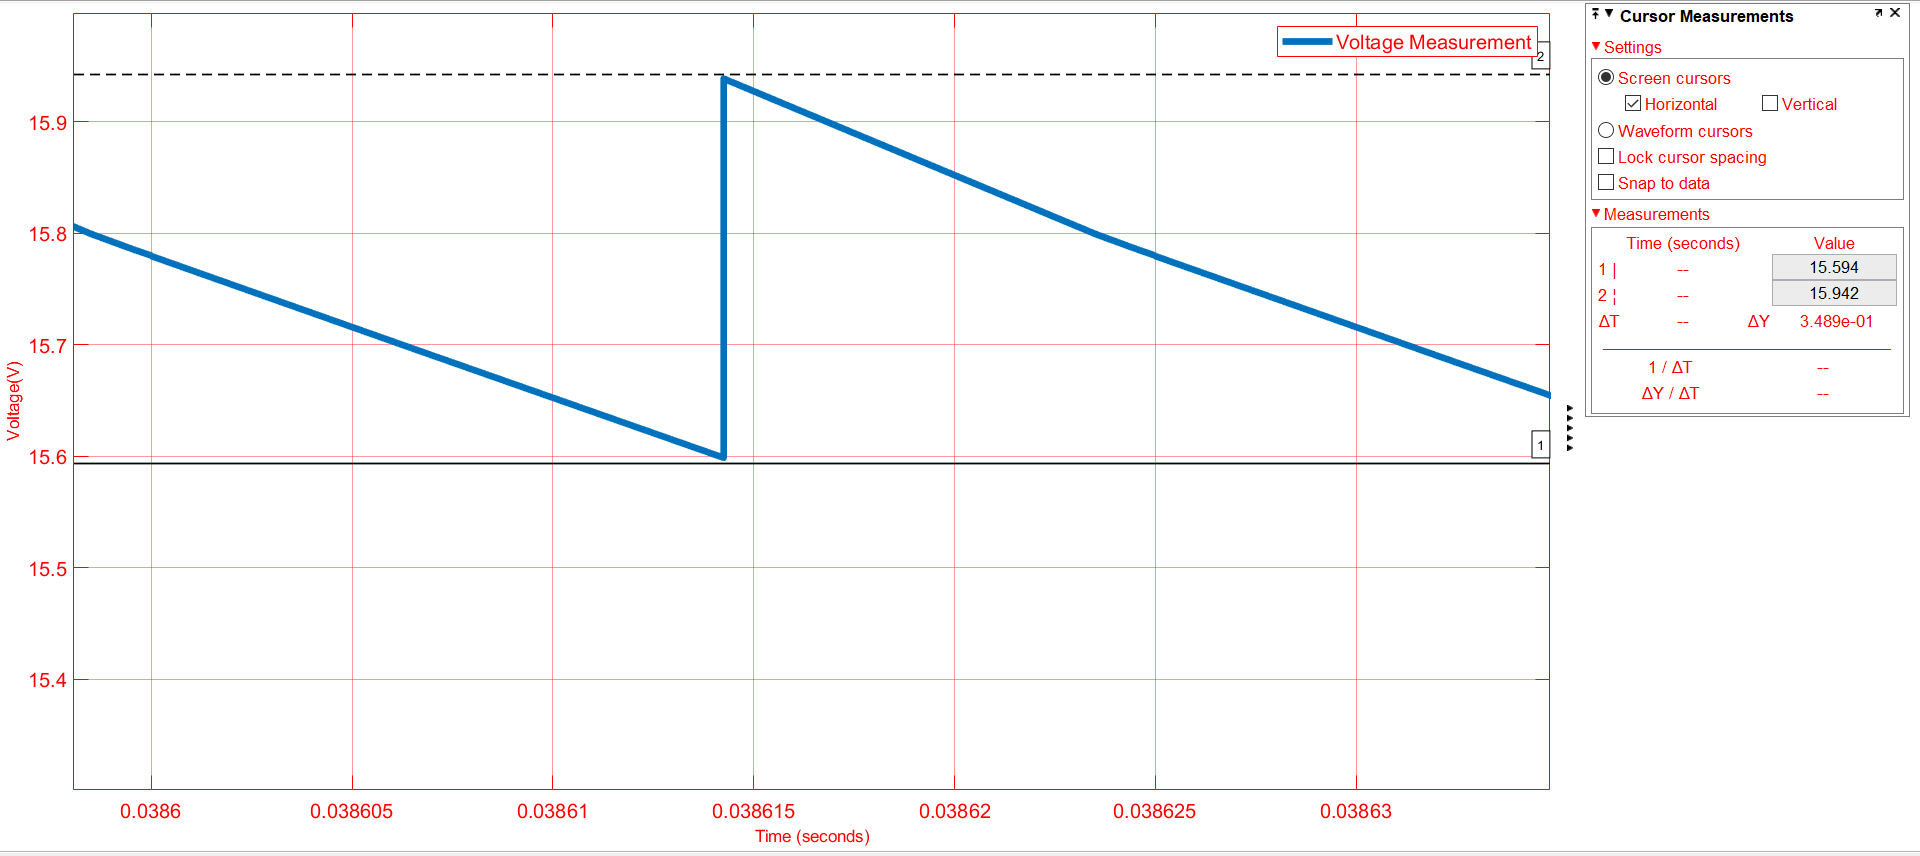 Voltage Measurement
2
15.9
15.8
15.7
15.6
15.5
15.4
1
Voltage(V)
0.0386
0.038605
0.03861
0.038615
0.03862
0.038625
0.03863
Time (seconds)
Cursor Measurements
Settings
Screen cursors
Horizontal Vertical
Waveform cursors
Lock cursor spacing
Snap to data
Measurements
Time (seconds) Value
1 | -- 15.594
2 ¦ -- 15.942
ΔT -- ΔY 3.489e-01
1 / ΔT --
ΔY / ΔT --